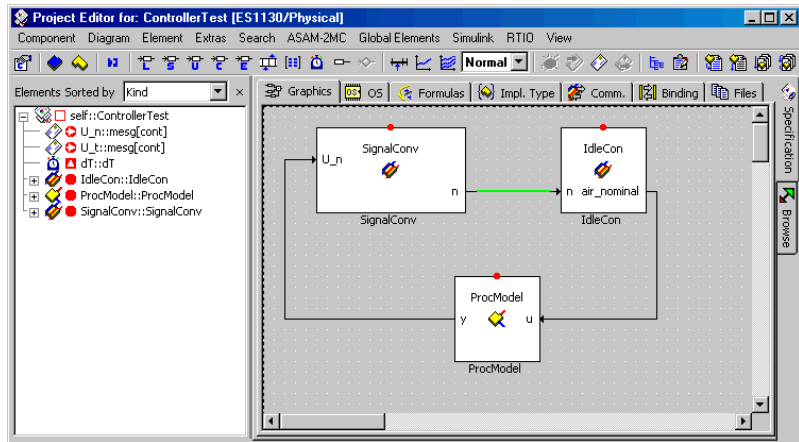 Project Editor for: ControllerTest [ES1130/Physical]
Component Diagram Element Extras Search ASAM-2MC Global Elements Simulink RTIO View
Normal
Elements Sorted by Kind
Graphics OS Formulas Impl. Type Comm. Binding Files
self::ControllerTest
U_n::mesg[cont]
U_t::mesg[cont]
dT::dT
IdleCon::IdleCon
ProcModel::ProcModel
SignalConv::SignalConv
SignalConv
U_n
n
SignalConv
IdleCon
n air_nominal
IdleCon
ProcModel
y u
ProcModel
Specification
Browse